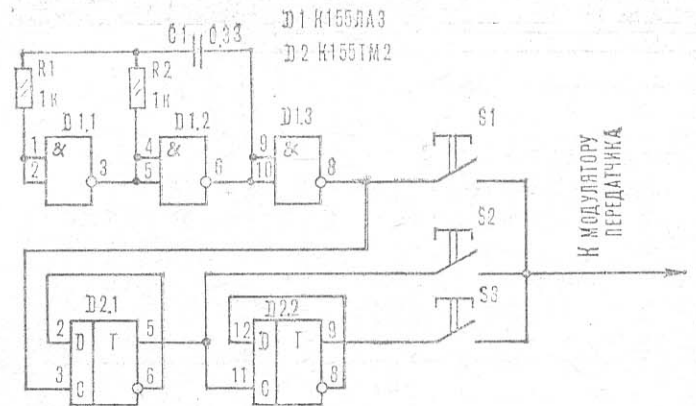 D1 К155ЛА3
D2 К155ТМ2
C1 0,33
R1
1к
R2
1к
D1.1
D1.2
D1.3
S1
1
2
&
3
4
5
&
6
9
10
&
8
К МОДУЛЯТОРУ
ПЕРЕДАТЧИКА
S2
S3
D2.1
2
D T
5
3
C
6
D2.2
12
D T
9
11
C
8